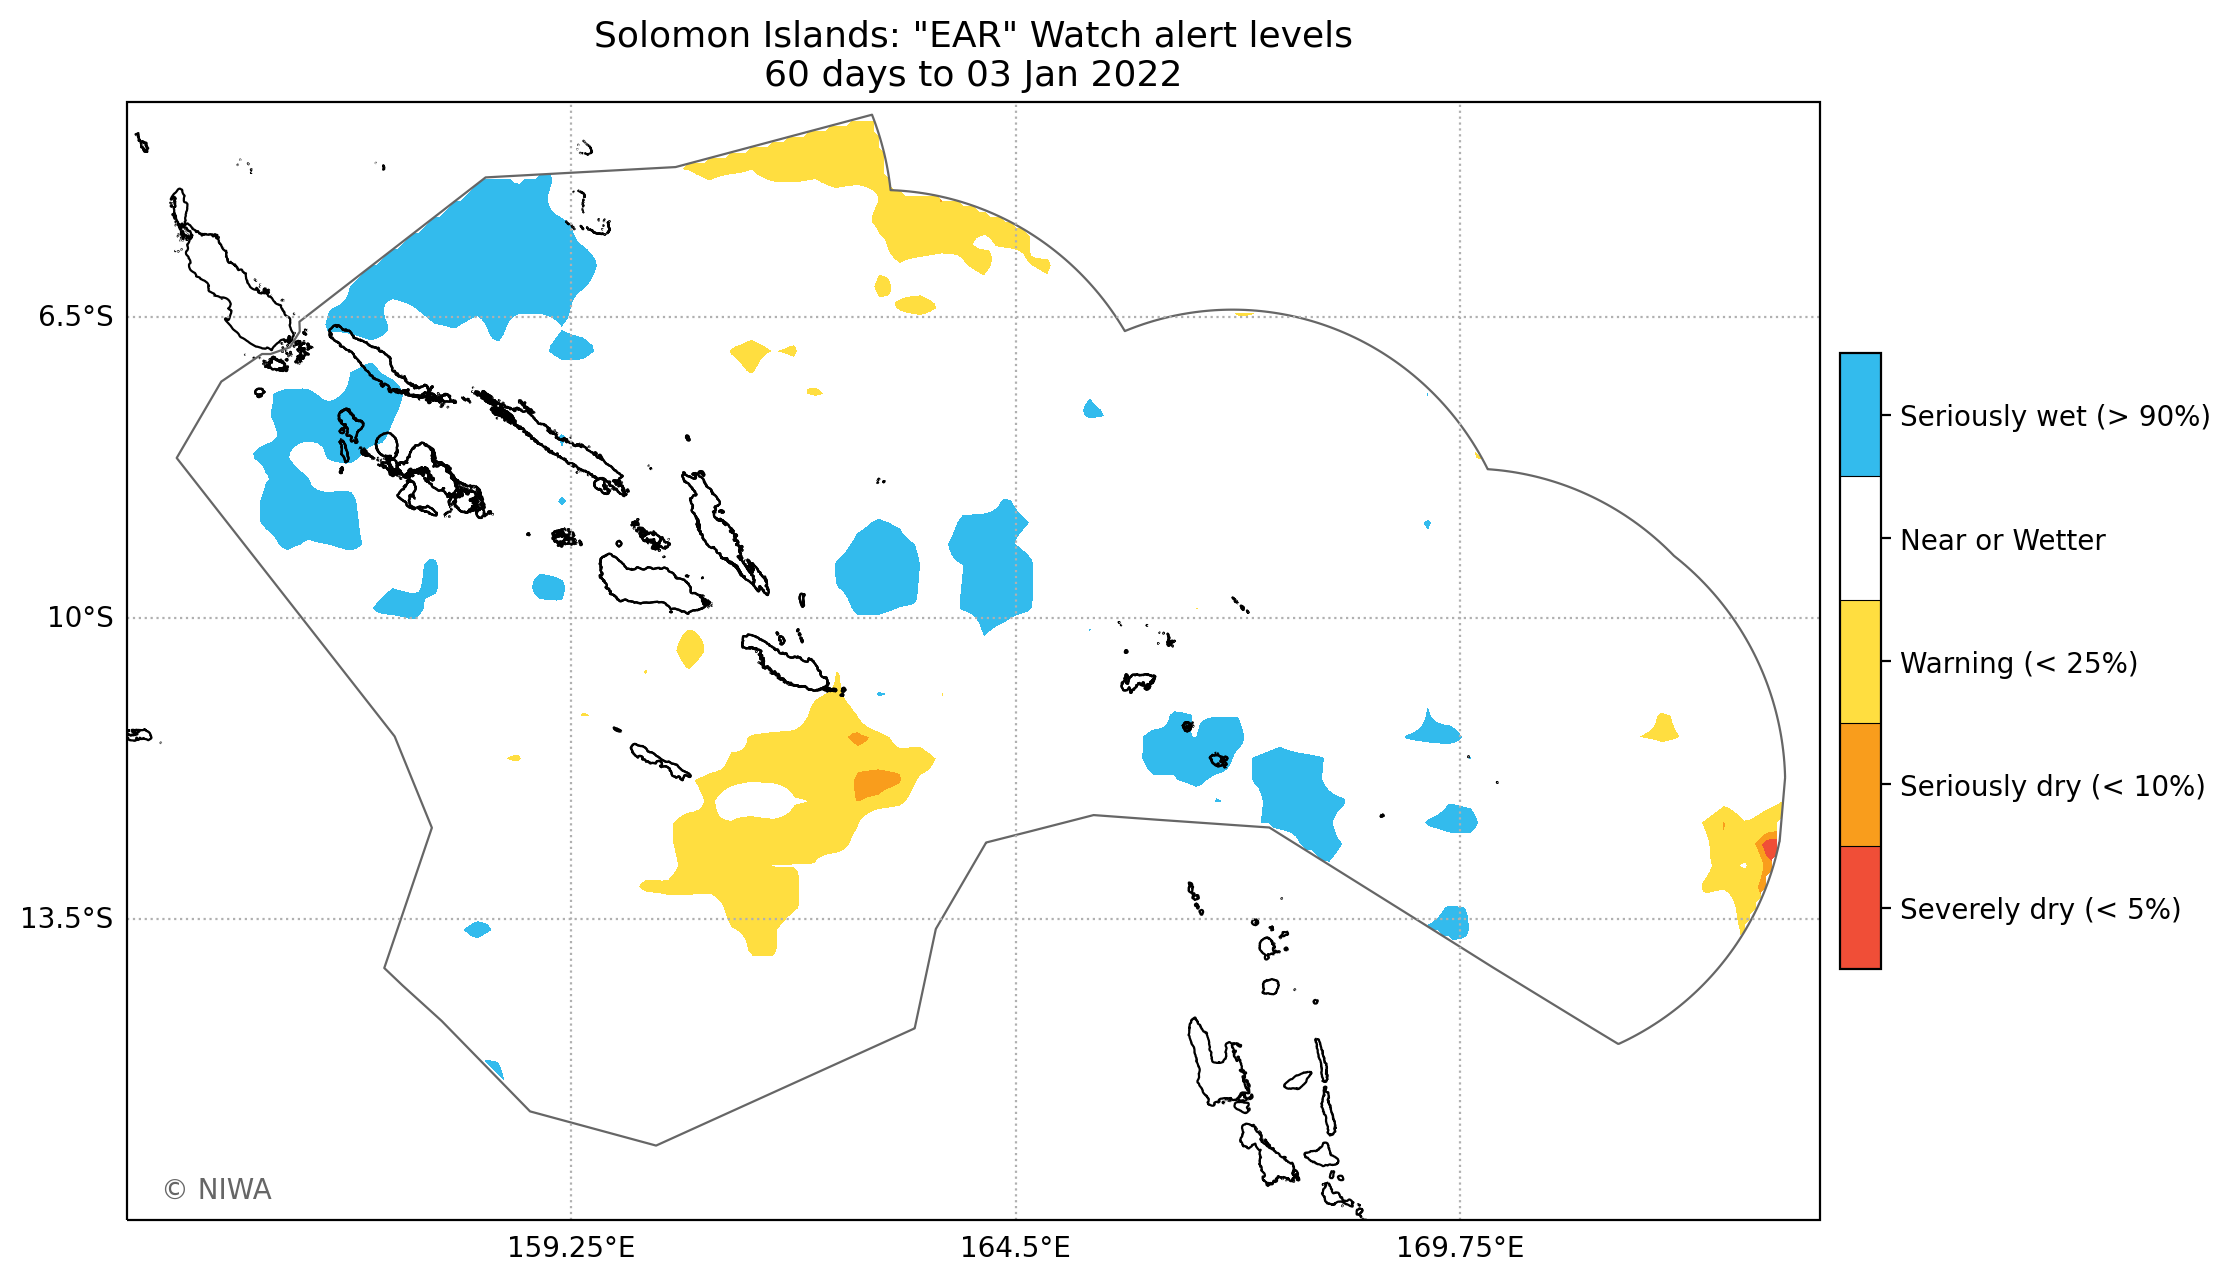 Solomon Islands: "EAR" Watch alert levels
60 days to 03 Jan 2022
6.5°S
10°S
13.5°S
159.25°E
164.5°E
169.75°E
© NIWA
Seriously wet (> 90%)
Near or Wetter
Warning (< 25%)
Seriously dry (< 10%)
Severely dry (< 5%)